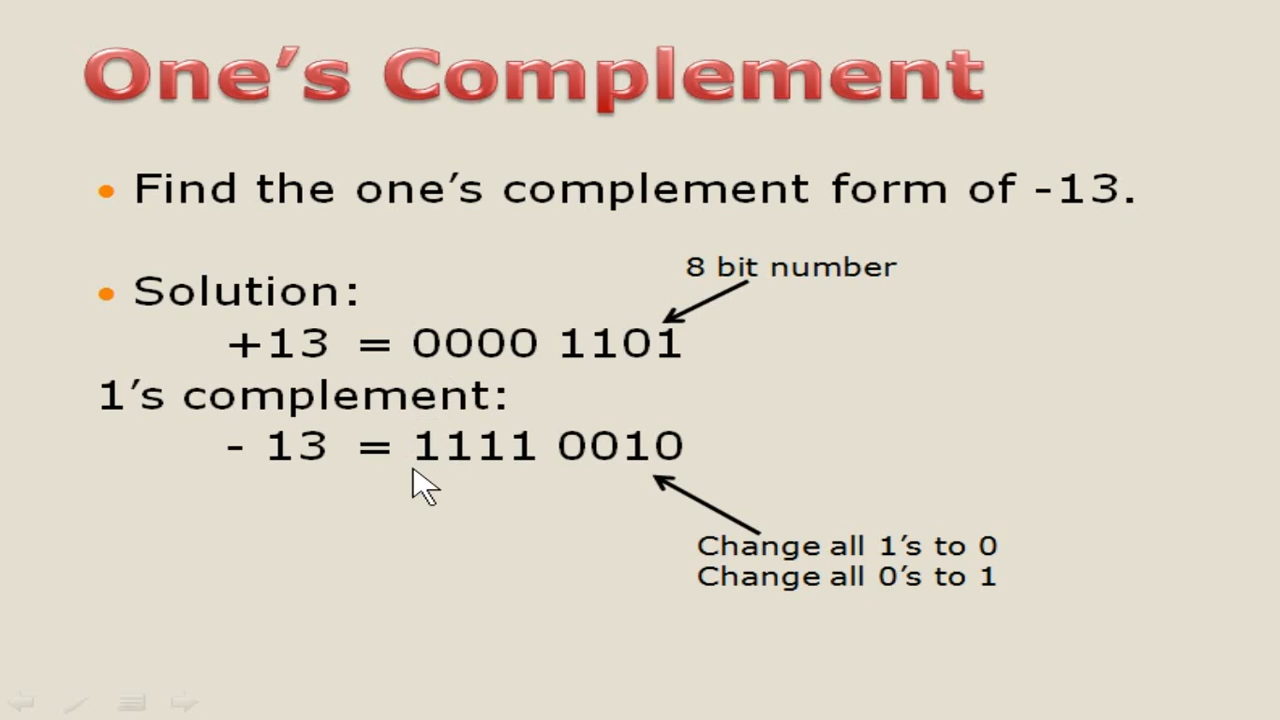 One’s Complement
Find the one’s complement form of -13.
8 bit number
Solution:
+13 = 0000 1101
1’s complement:
- 13 = 1111 0010
Change all 1’s to 0
Change all 0’s to 1